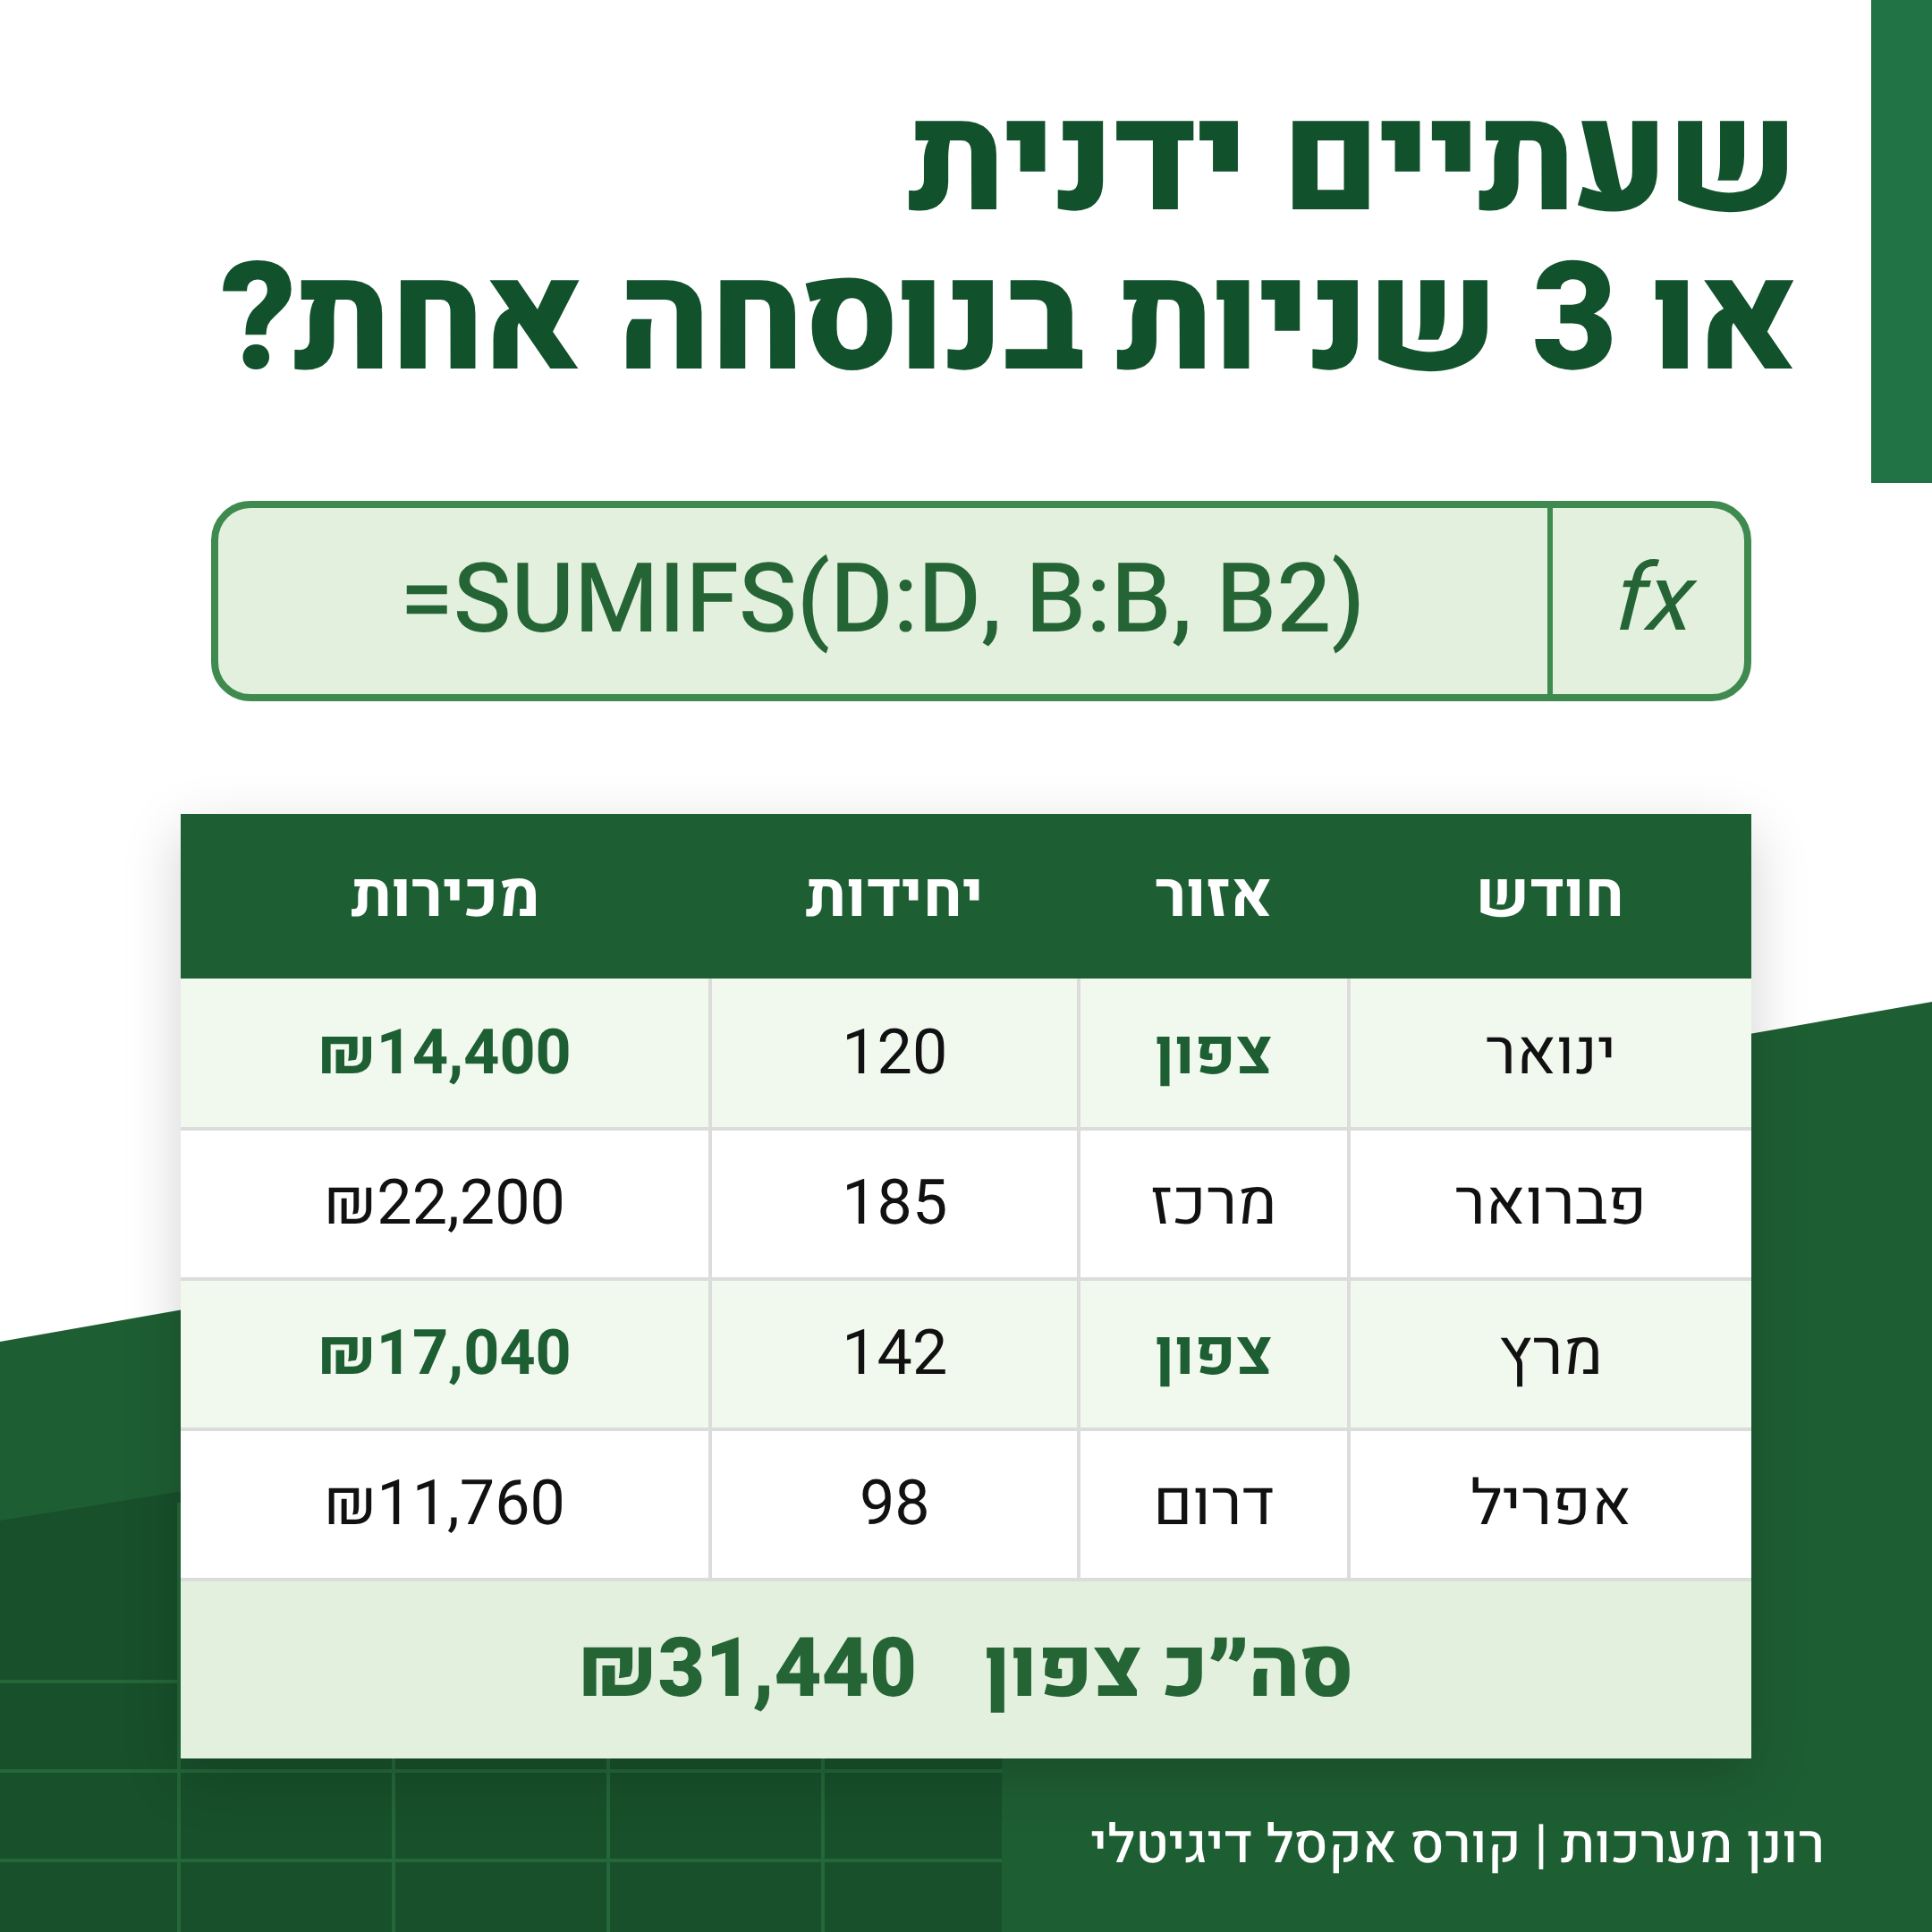 שעתיים ידנית
או 3 שניות בנוסחה אחת?
fx =SUMIFS(D:D, B:B, B2)
חודש אזור יחידות מכירות
ינואר צפון 120 14,400₪
פברואר מרכז 185 22,200₪
מרץ צפון 142 17,040₪
אפריל דרום 98 11,760₪
סה״כ צפון 31,440₪
רונן מערכות | קורס אקסל דיגיטלי